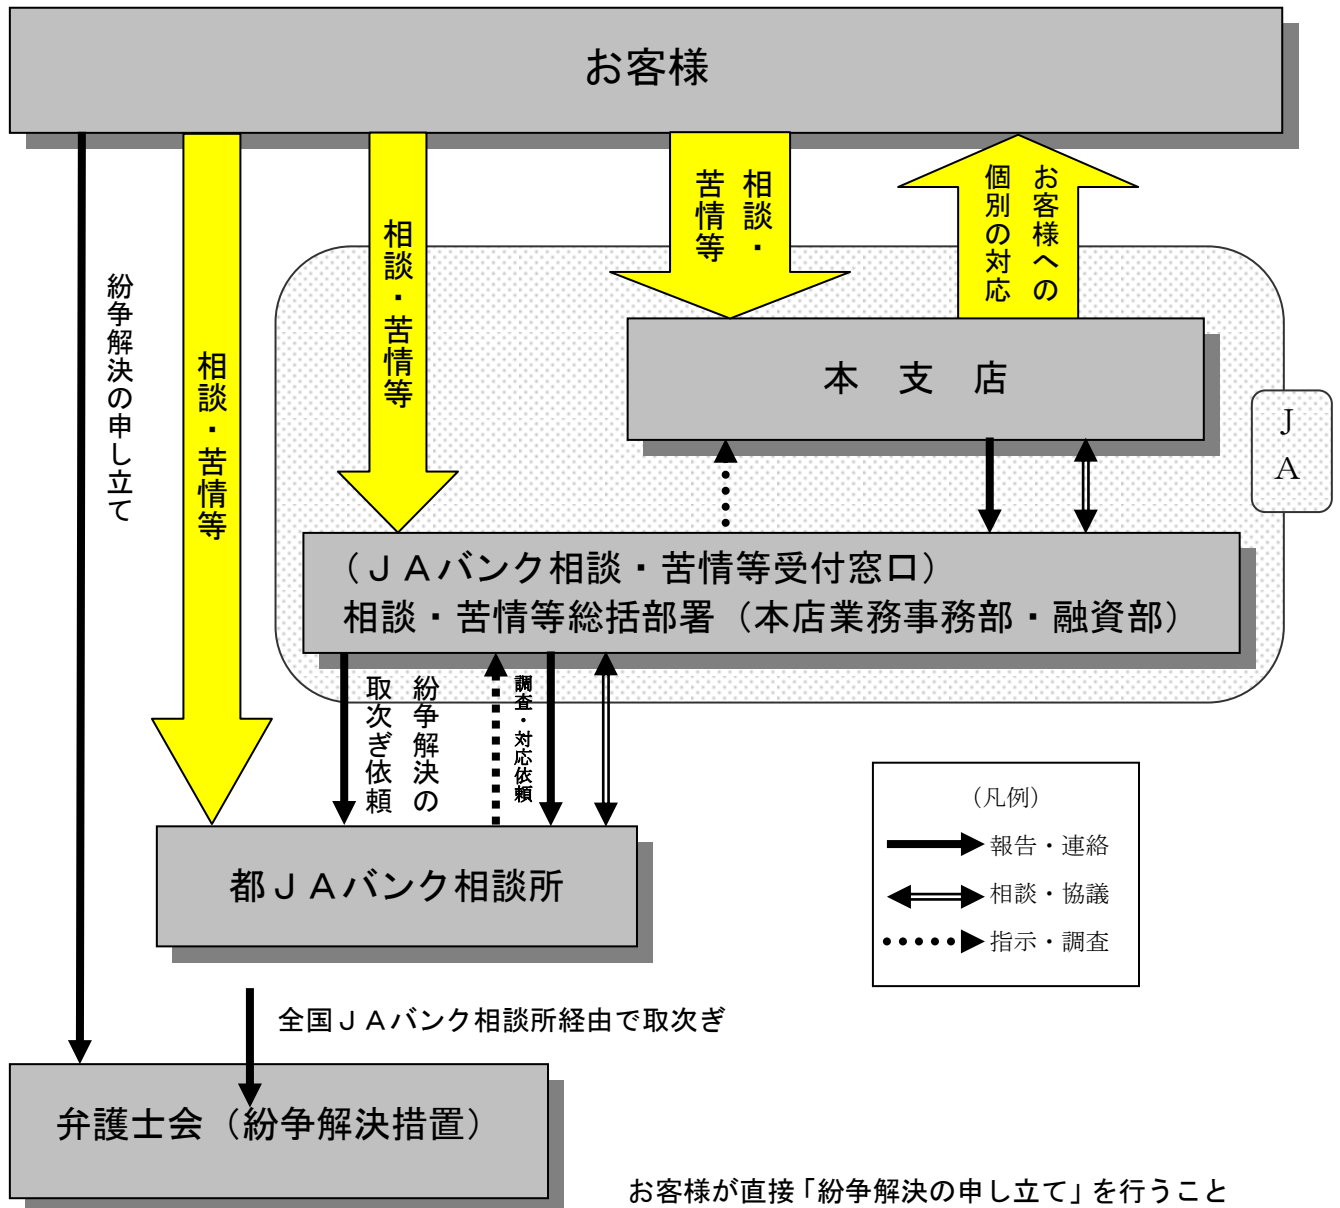 お客様
相談・
苦情等
お客様への
個別の対応
相談・苦情等
相談・苦情等
紛争解決の申し立て
本　支　店
J
A
（ＪＡバンク相談・苦情等受付窓口）
相談・苦情等総括部署（本店業務事務部・融資部）
紛争解決の
取次ぎ依頼
調査・対応依頼
（凡例）
報告・連絡
相談・協議
指示・調査
都ＪＡバンク相談所
全国ＪＡバンク相談所経由で取次ぎ
弁護士会（紛争解決措置）
お客様が直接「紛争解決の申し立て」を行うこと